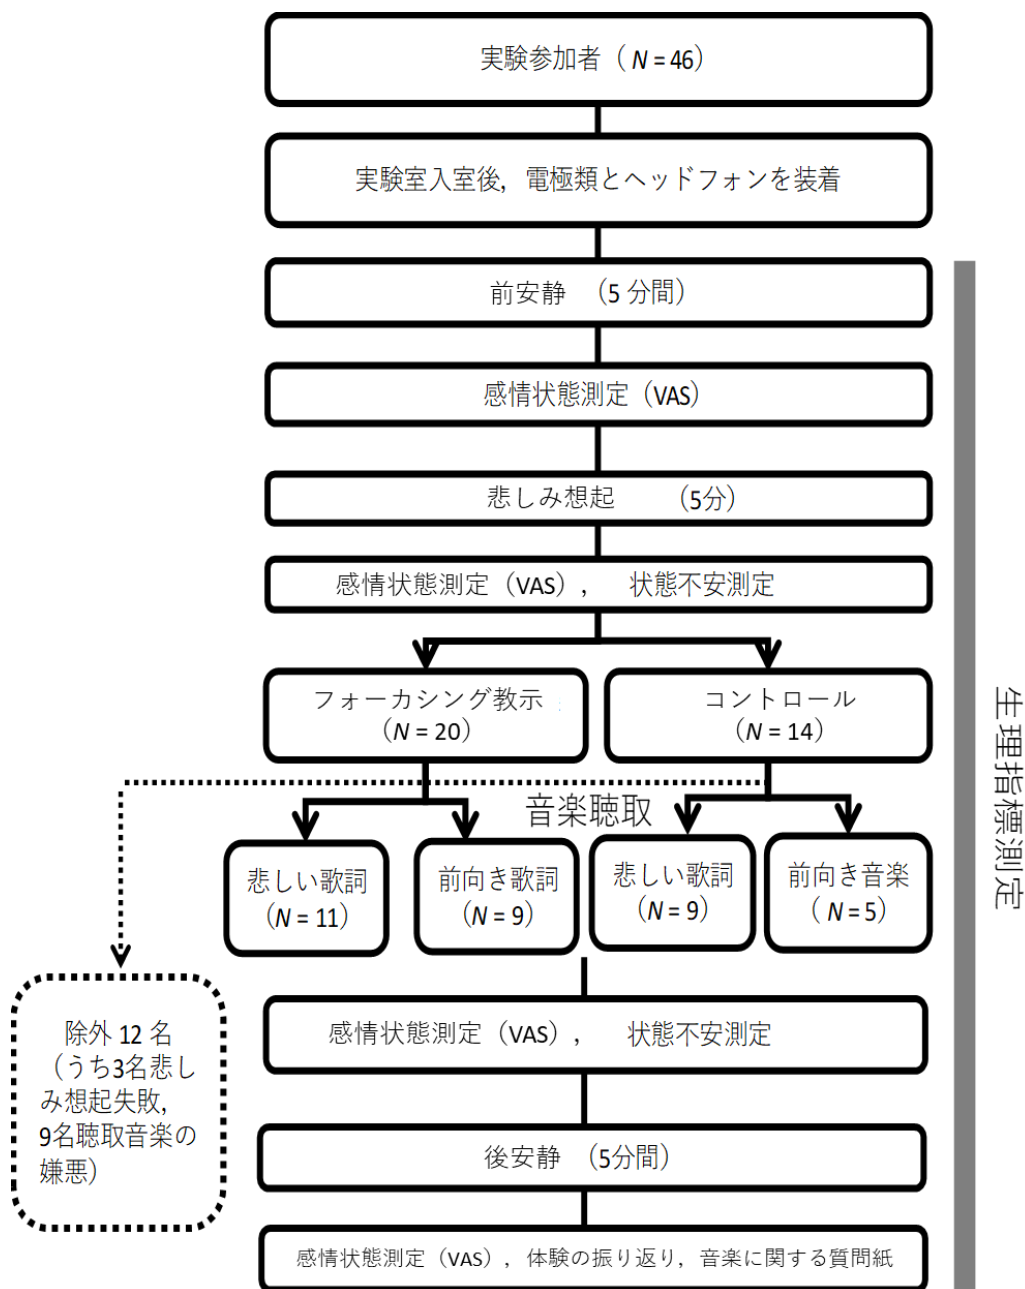 実験参加者（ N = 46）
実験室入室後，電極類とヘッドフォンを装着
前安静 （5 分間）
感情状態測定（VAS）
悲しみ想起 （5分）
感情状態測定（VAS）， 状態不安測定
フォーカシング教示
（N = 20）
コントロール
（N = 14）
音楽聴取
悲しい歌詞
（N = 11）
前向き歌詞
（N = 9）
悲しい歌詞
（N = 9）
前向き音楽
（ N = 5）
生理指標測定
除外 12 名
（うち3名悲し
み想起失敗，
9名聴取音楽の
嫌悪）
感情状態測定（VAS）， 状態不安測定
後安静 （5分間）
感情状態測定（VAS），体験の振り返り，音楽に関する質問紙